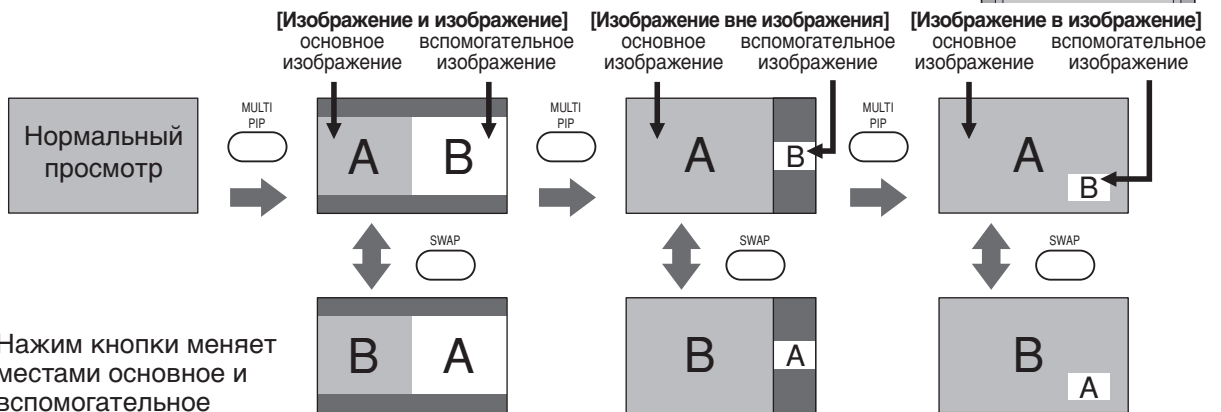 [Изображение и изображение] [Изображение вне изображения] [Изображение в изображение]
основное вспомогательное основное вспомогательное основное вспомогательное
изображение изображение изображение изображение изображение изображение
MULTI MULTI MULTI
PIP PIP PIP
Нормальный
просмотр
A B A B A B
SWAP SWAP SWAP
B A B A B A
Нажим кнопки меняет
местами основное и
вспомогательное